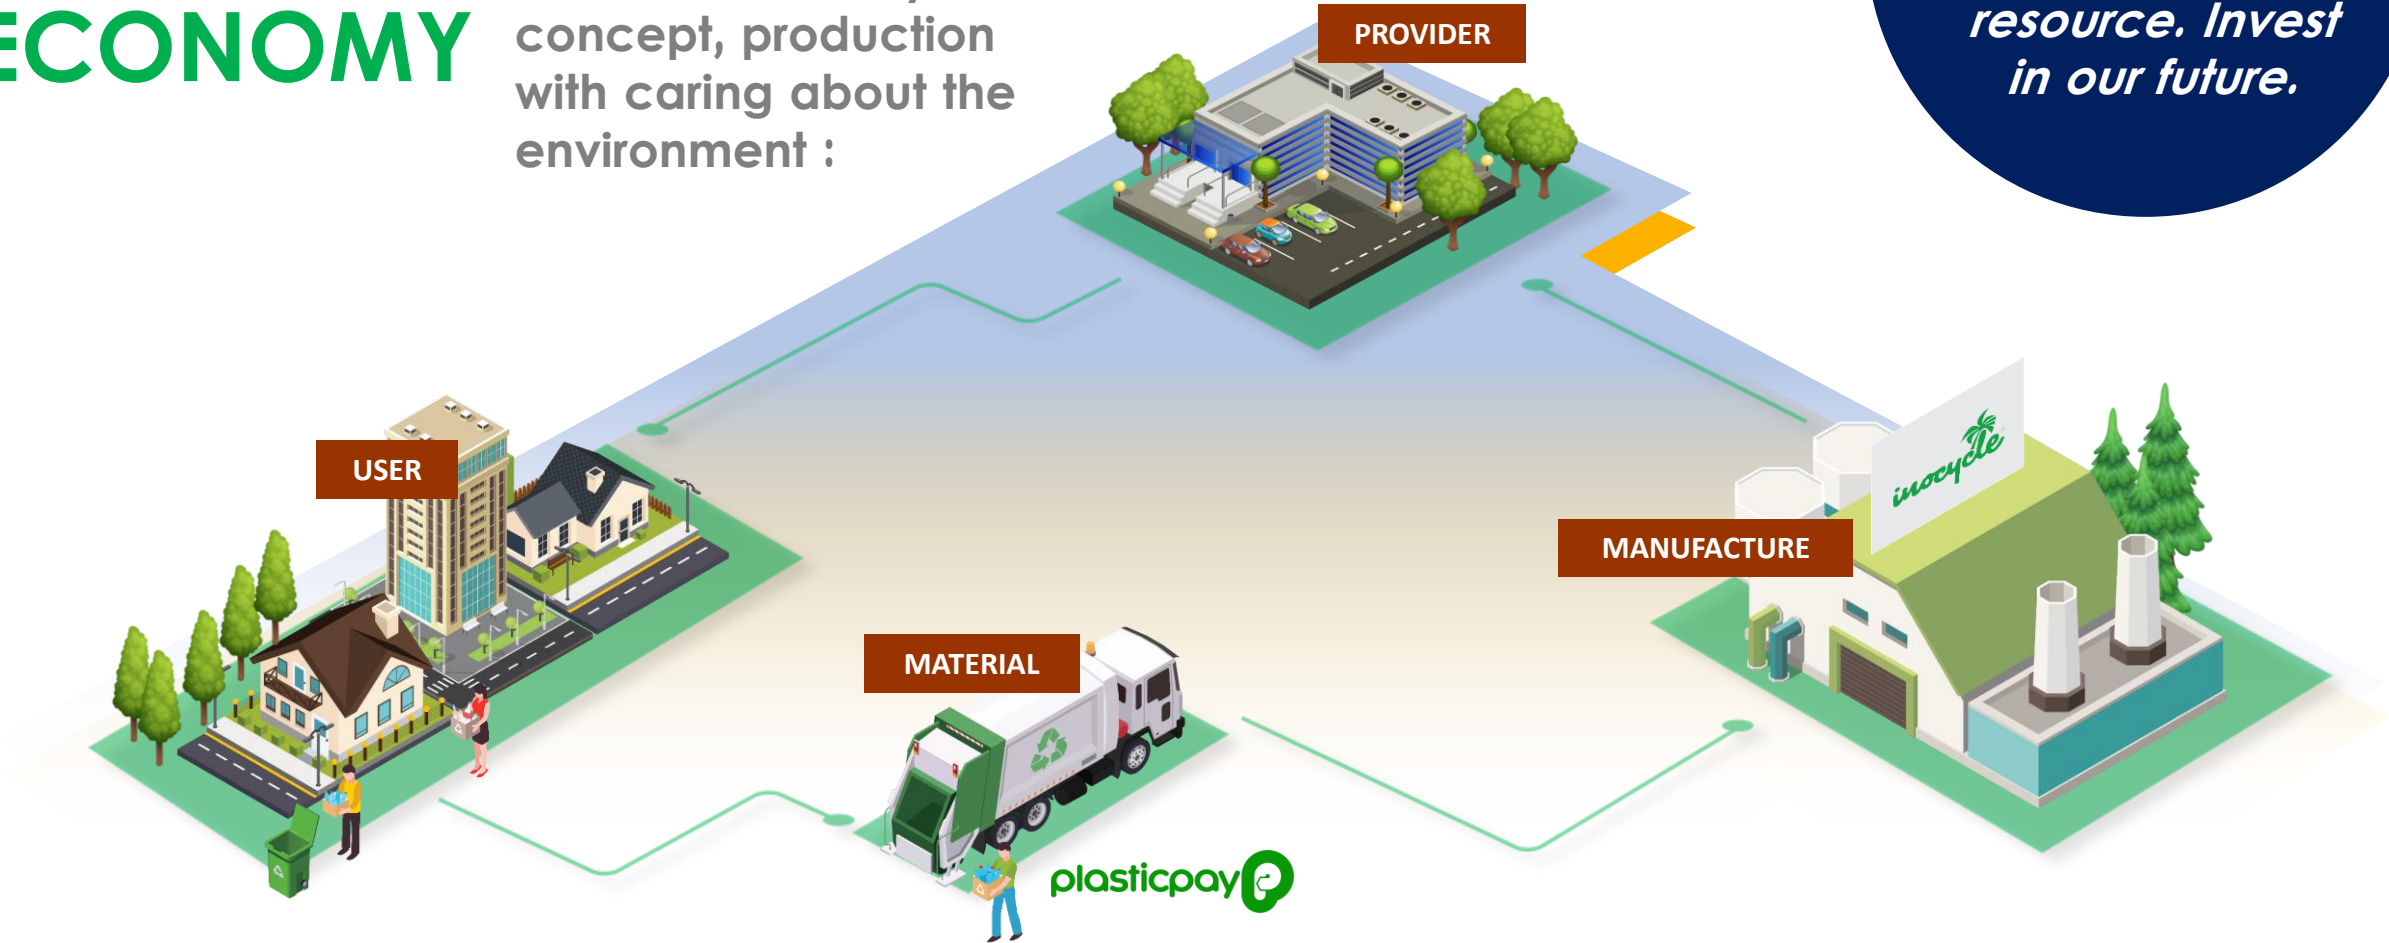 ECONOMY
concept, production
with caring about the
environment :
PROVIDER
resource. Invest
in our future.
USER
inocycle
MANUFACTURE
MATERIAL
plasticpay